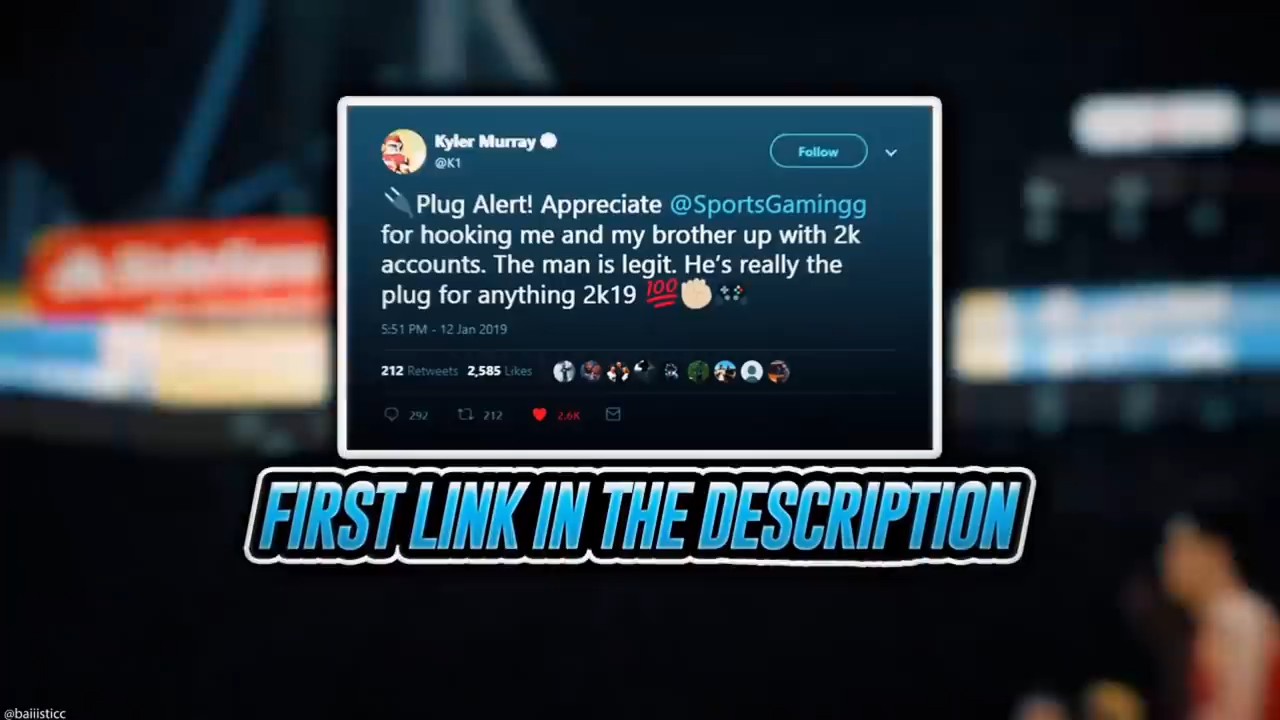 Kyler Murray
@K1
Follow
Plug Alert! Appreciate @SportsGamingg
for hooking me and my brother up with 2k
accounts. The man is legit. He's really the
plug for anything 2k19 💯
5:51 PM - 12 Jan 2019
212 Retweets 2,585 Likes
292 212 2.6K
FIRST LINK IN THE DESCRIPTION
@baiiisticc